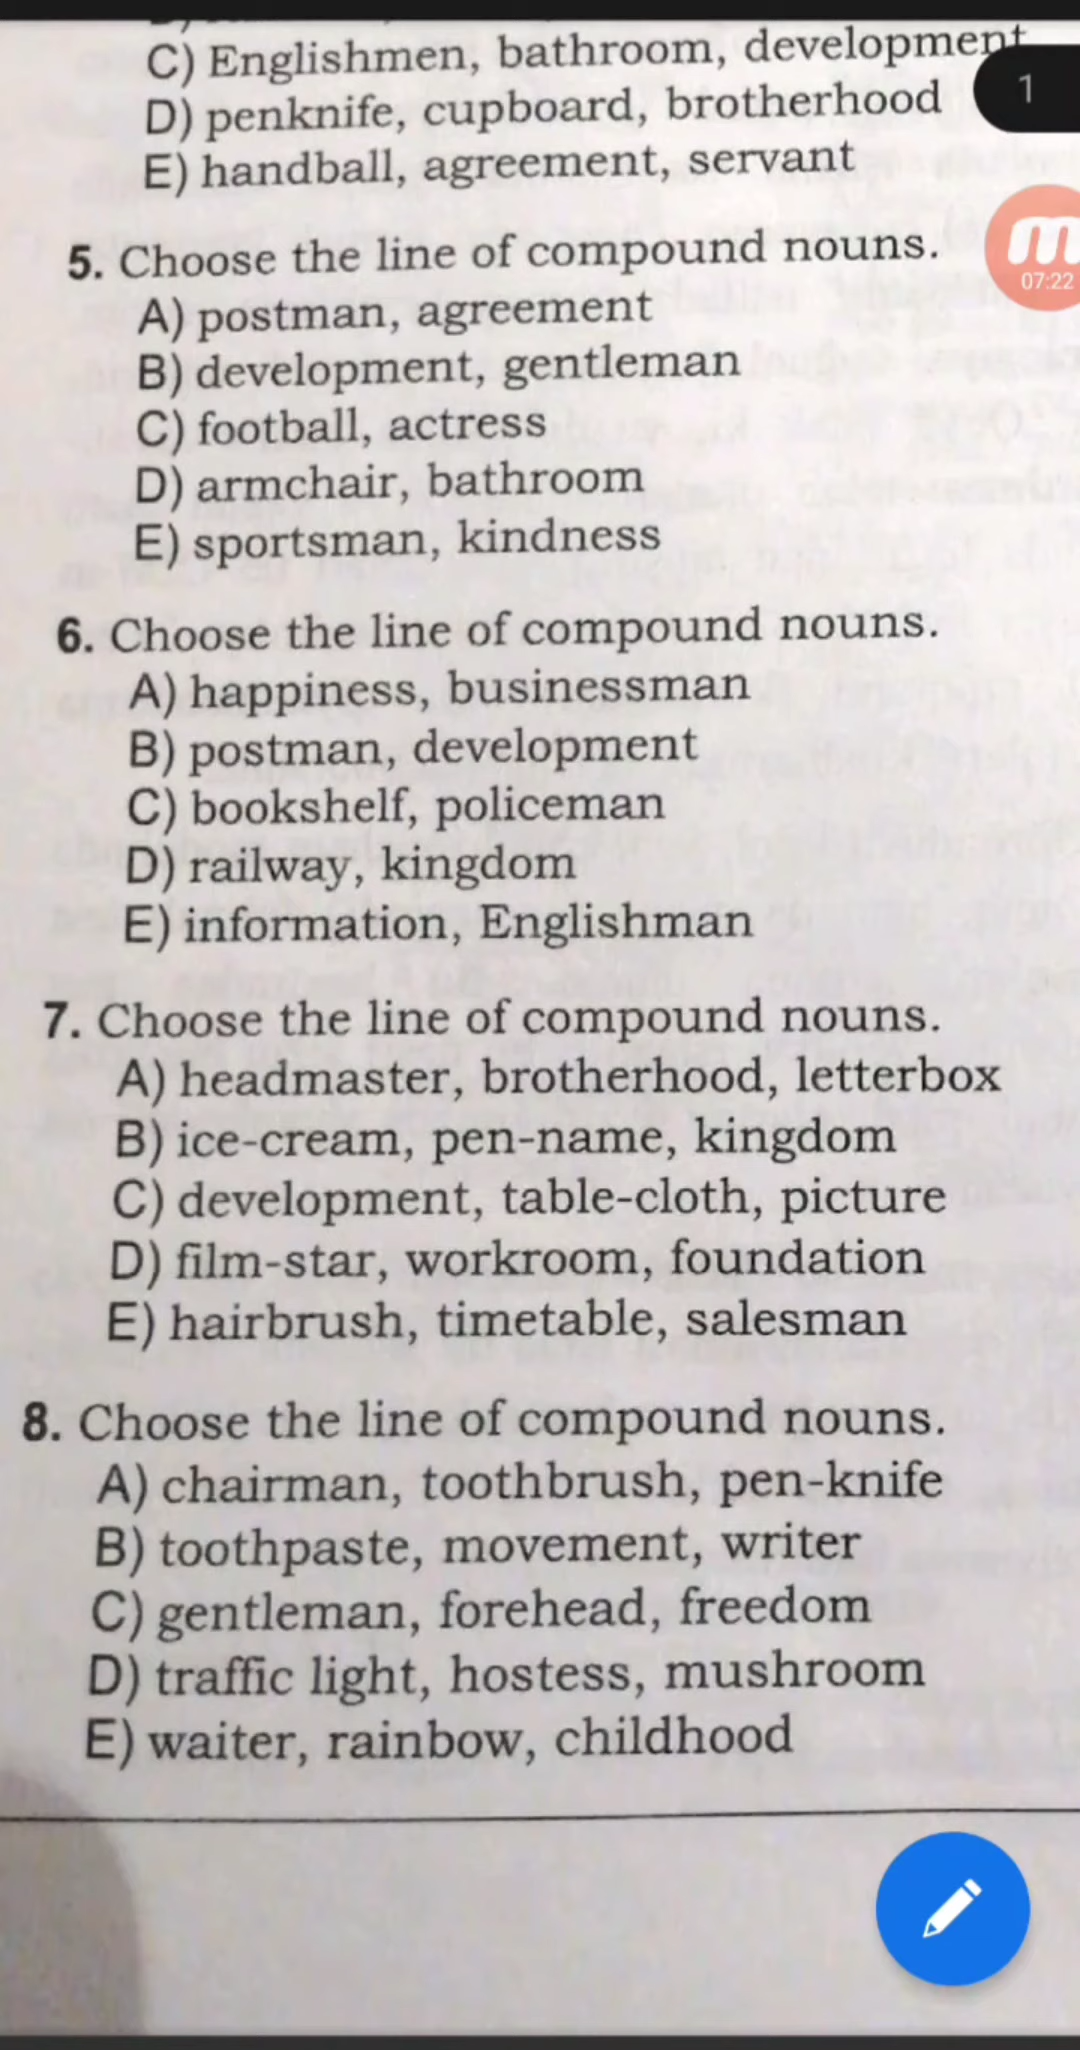 C) Englishmen, bathroom, development
D) penknife, cupboard, brotherhood
1
E) handball, agreement, servant
5. Choose the line of compound nouns.
07:22
A) postman, agreement
B) development, gentleman
C) football, actress
D) armchair, bathroom
E) sportsman, kindness
6. Choose the line of compound nouns.
A) happiness, businessman
B) postman, development
C) bookshelf, policeman
D) railway, kingdom
E) information, Englishman
7. Choose the line of compound nouns.
A) headmaster, brotherhood, letterbox
B) ice-cream, pen-name, kingdom
C) development, table-cloth, picture
D) film-star, workroom, foundation
E) hairbrush, timetable, salesman
8. Choose the line of compound nouns.
A) chairman, toothbrush, pen-knife
B) toothpaste, movement, writer
C) gentleman, forehead, freedom
D) traffic light, hostess, mushroom
E) waiter, rainbow, childhood